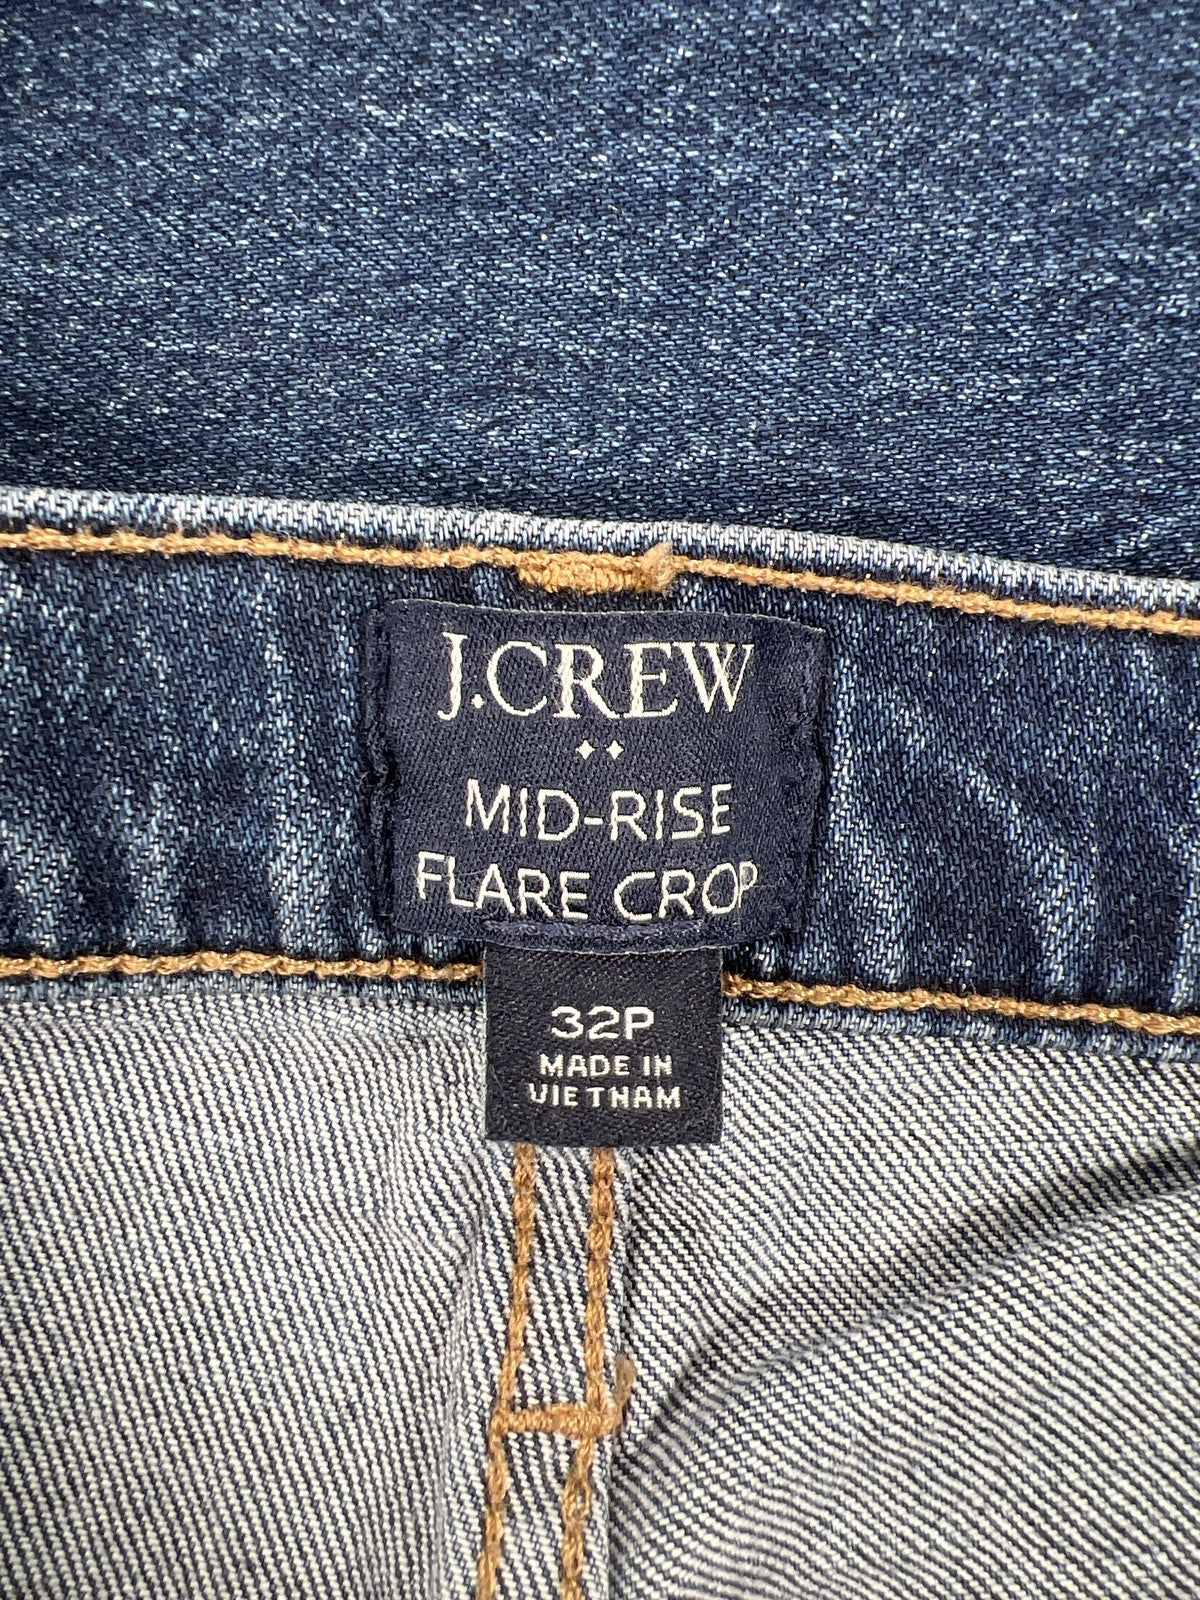 J.CREW
MID-RISE
FLARE CROP
32P
MADE IN
VIETNAM